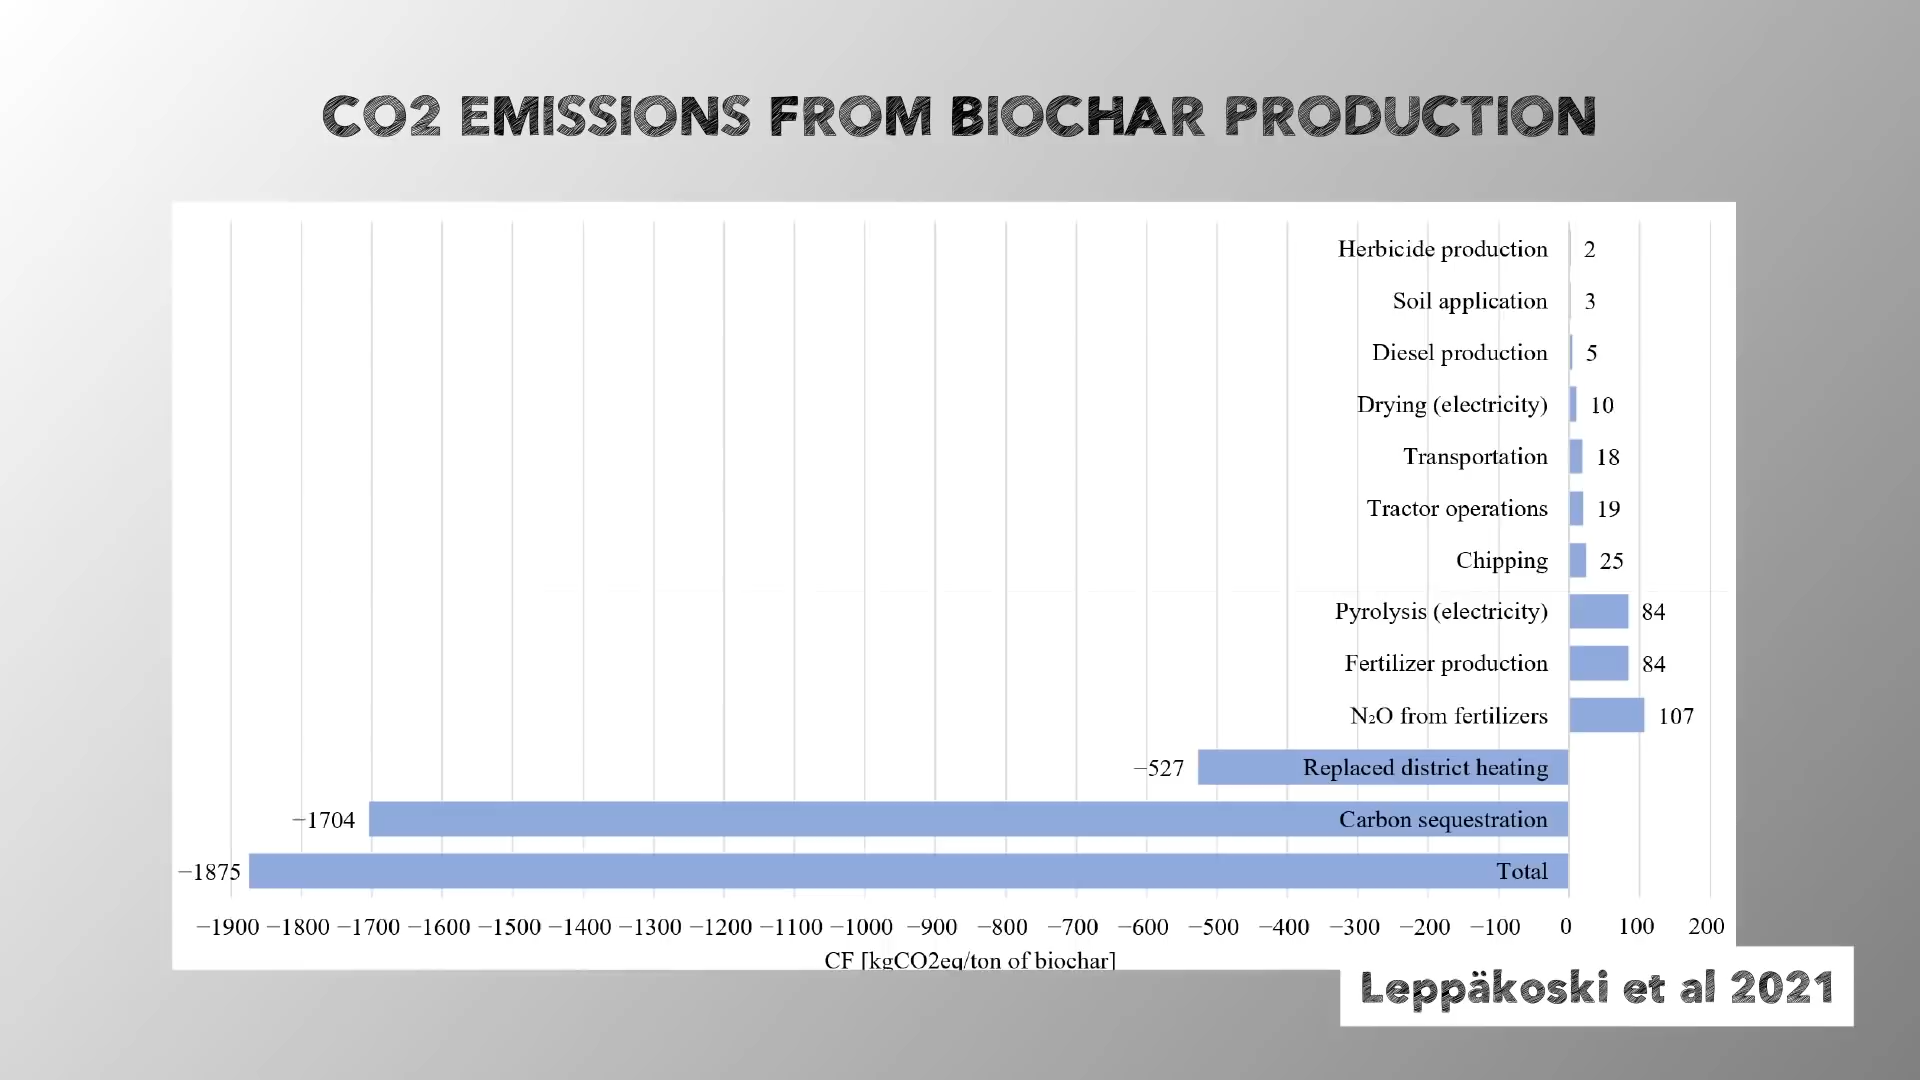 CO2 EMISSIONS FROM BIOCHAR PRODUCTION
Herbicide production 2
Soil application 3
Diesel production 5
Drying (electricity) 10
Transportation 18
Tractor operations 19
Chipping 25
Pyrolysis (electricity) 84
Fertilizer production 84
N₂O from fertilizers 107
−527 Replaced district heating
−1704 Carbon sequestration
−1875 Total
−1900 −1800 −1700 −1600 −1500 −1400 −1300 −1200 −1100 −1000 −900 −800 −700 −600 −500 −400 −300 −200 −100 0 100 200
CF [kgCO2eq/ton of biochar]
Leppäkoski et al 2021